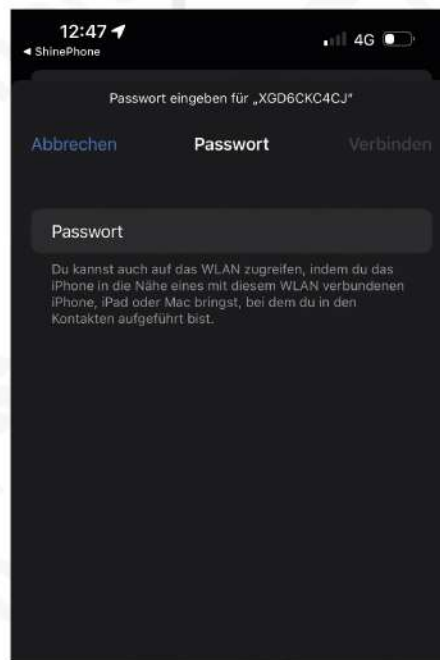 12:47
4G
◀ ShinePhone
Passwort eingeben für „XGD6CKC4CJ“
Abbrechen
Passwort
Verbinden
Passwort
Du kannst auch auf das WLAN zugreifen, indem du das
iPhone in die Nähe eines mit diesem WLAN verbundenen
iPhone, iPad oder Mac bringst, bei dem du in den
Kontakten aufgeführt bist.